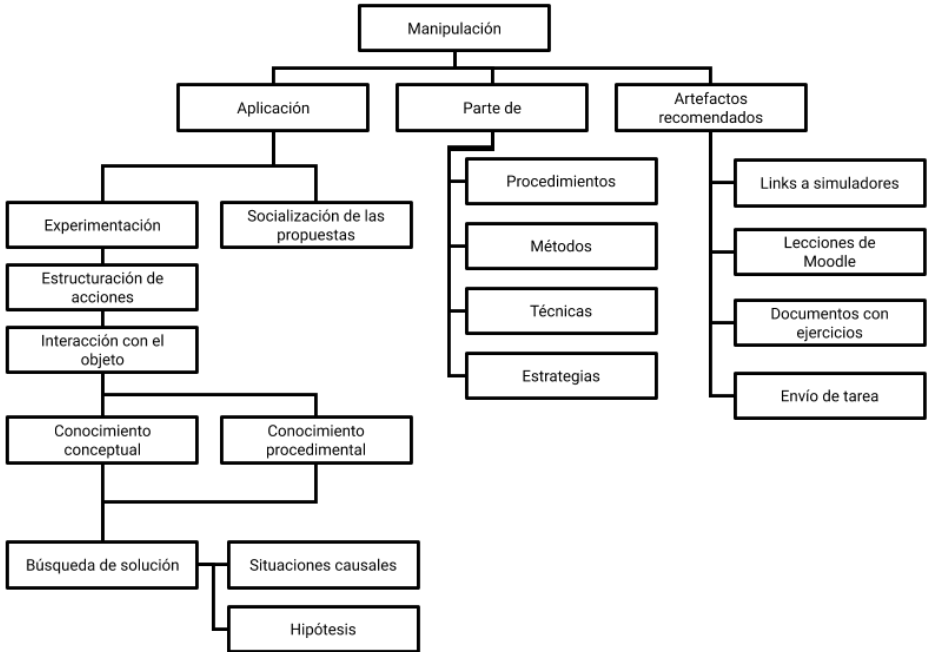 Manipulación
Aplicación
Parte de
Artefactos
recomendados
Experimentación
Socialización de las
propuestas
Estructuración de
acciones
Interacción con el
objeto
Conocimiento
conceptual
Conocimiento
procedimental
Búsqueda de solución
Situaciones causales
Hipótesis
Procedimientos
Métodos
Técnicas
Estrategias
Links a simuladores
Lecciones de
Moodle
Documentos con
ejercicios
Envío de tarea